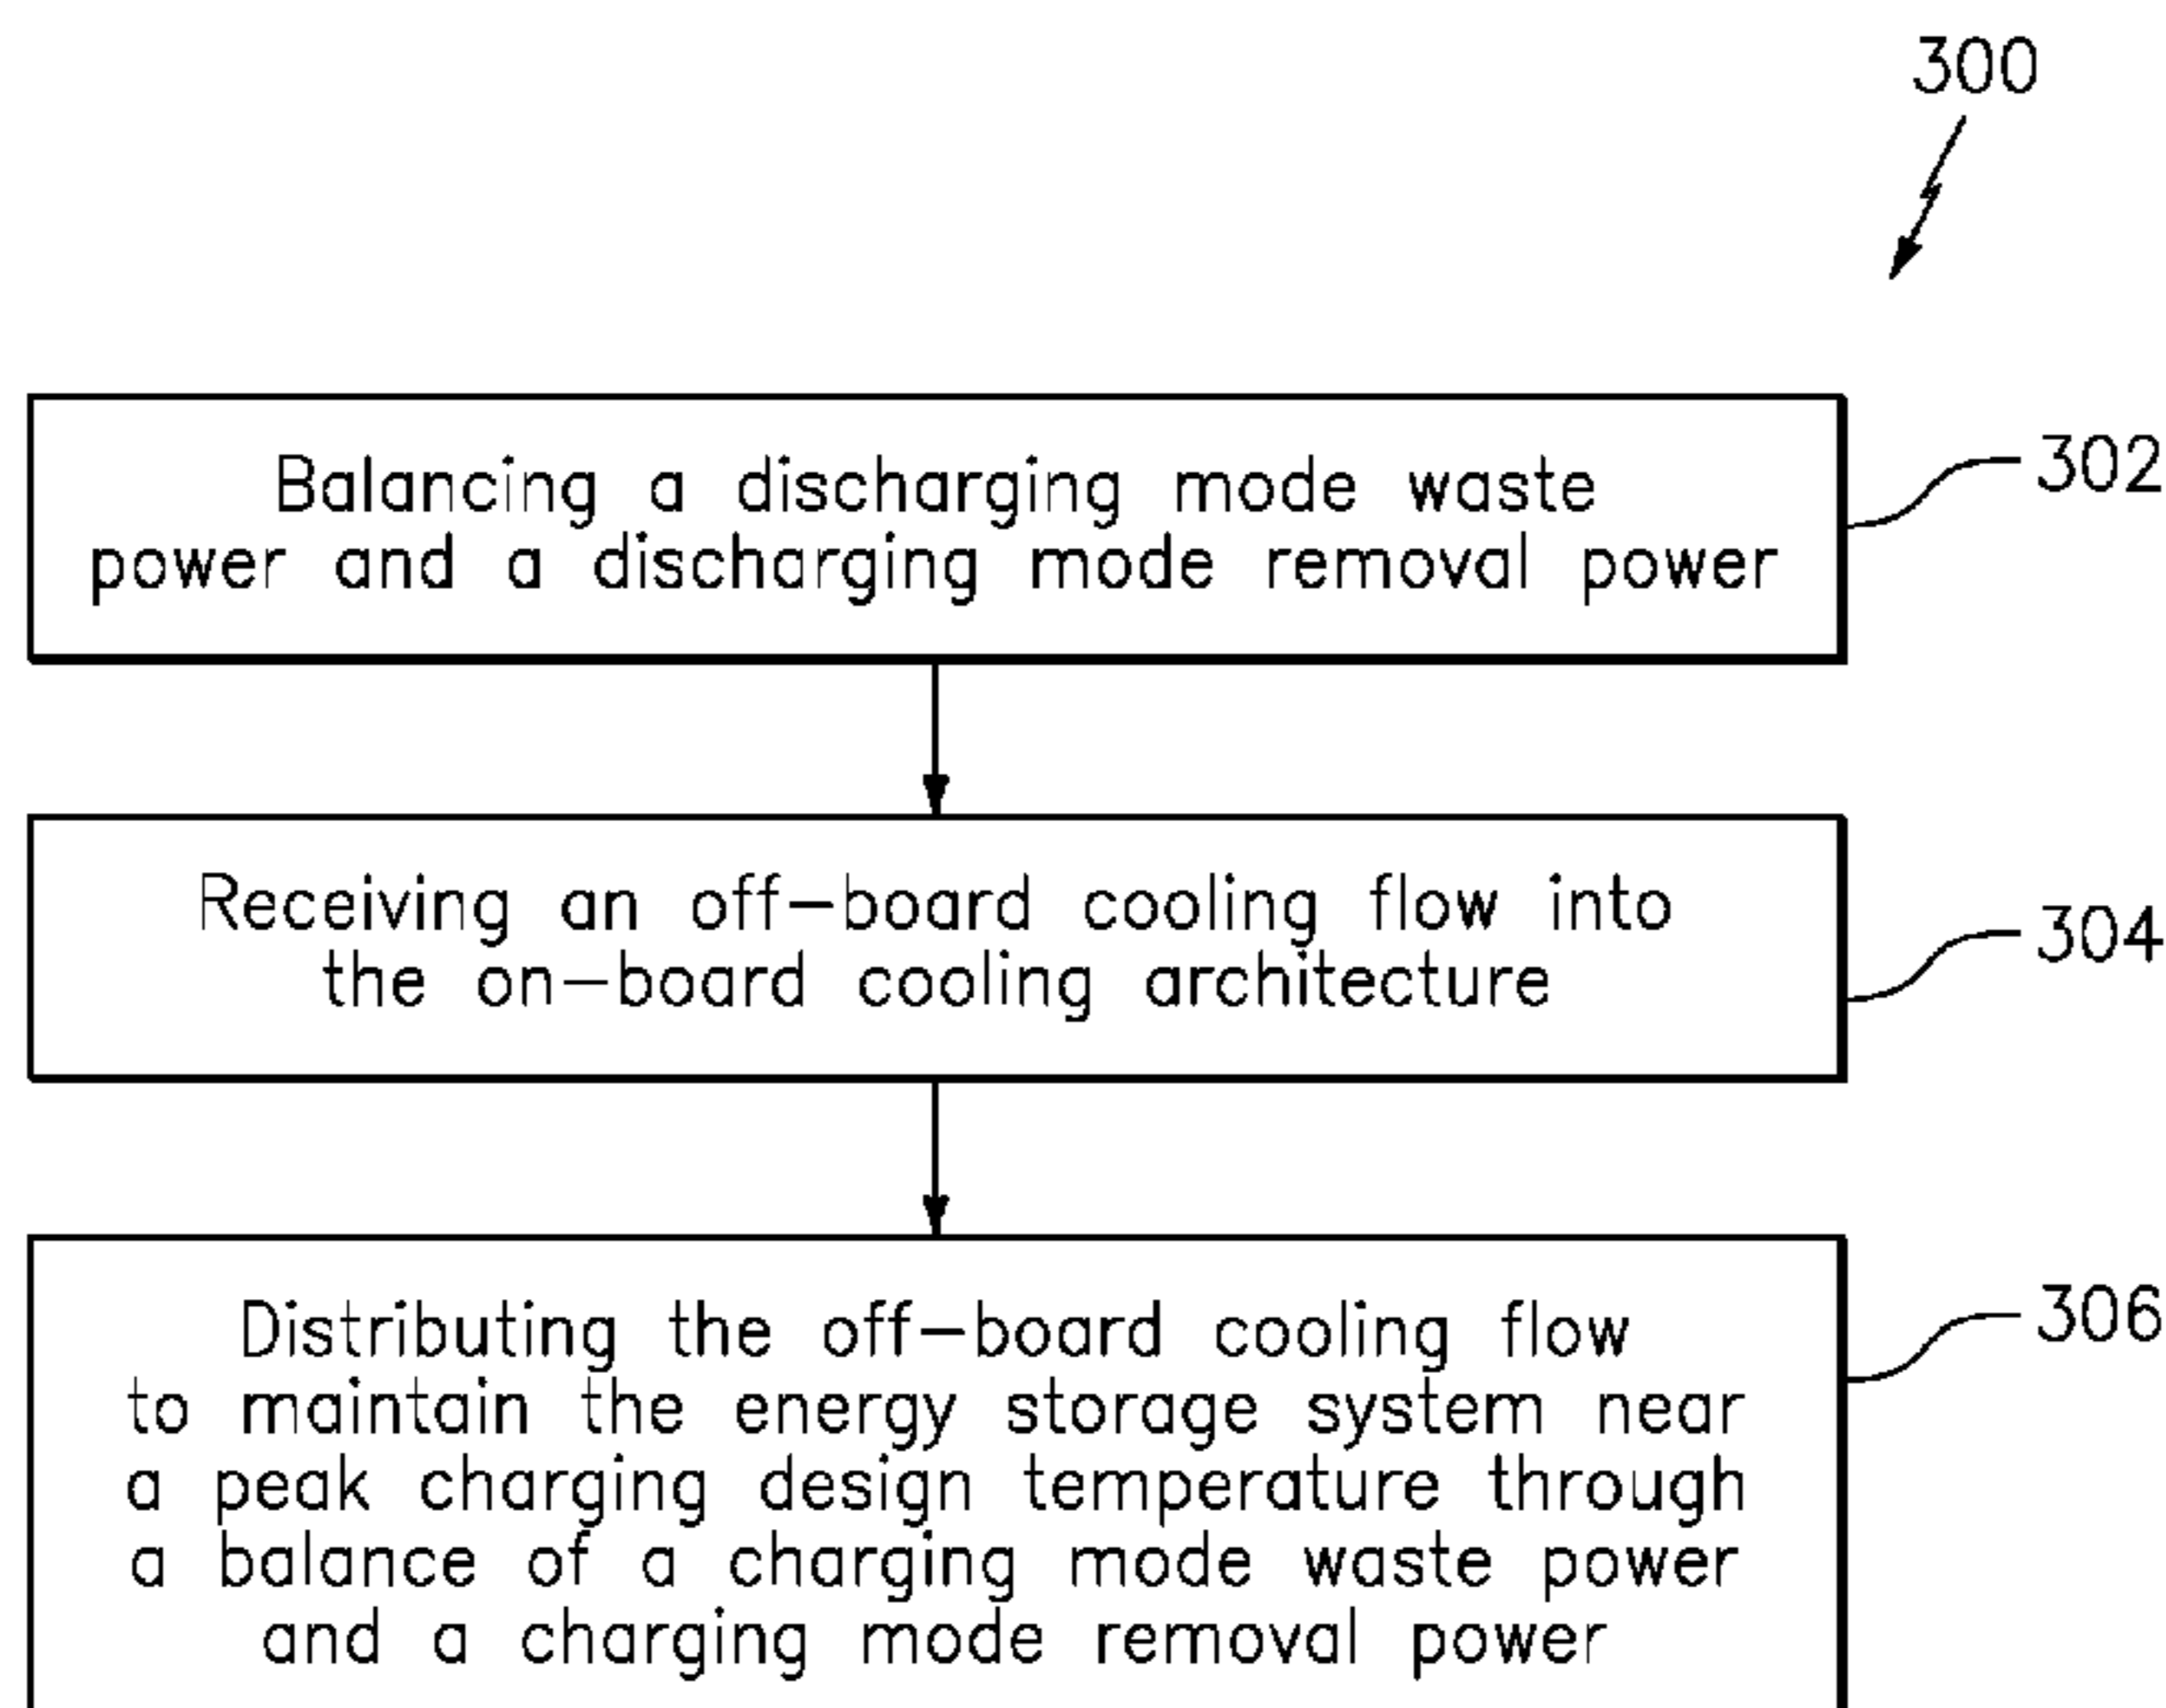 300
Balancing a discharging mode waste
power and a discharging mode removal power
302
Receiving an off-board cooling flow into
the on-board cooling architecture
304
Distributing the off-board cooling flow
to maintain the energy storage system near
a peak charging design temperature through
a balance of a charging mode waste power
and a charging mode removal power
306